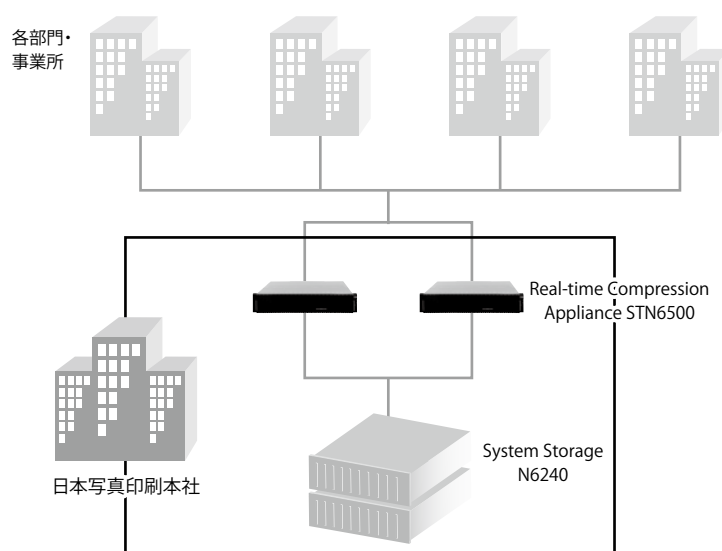 各部門・
事業所
Real-time Compression
Appliance STN6500
System Storage
N6240
日本写真印刷本社